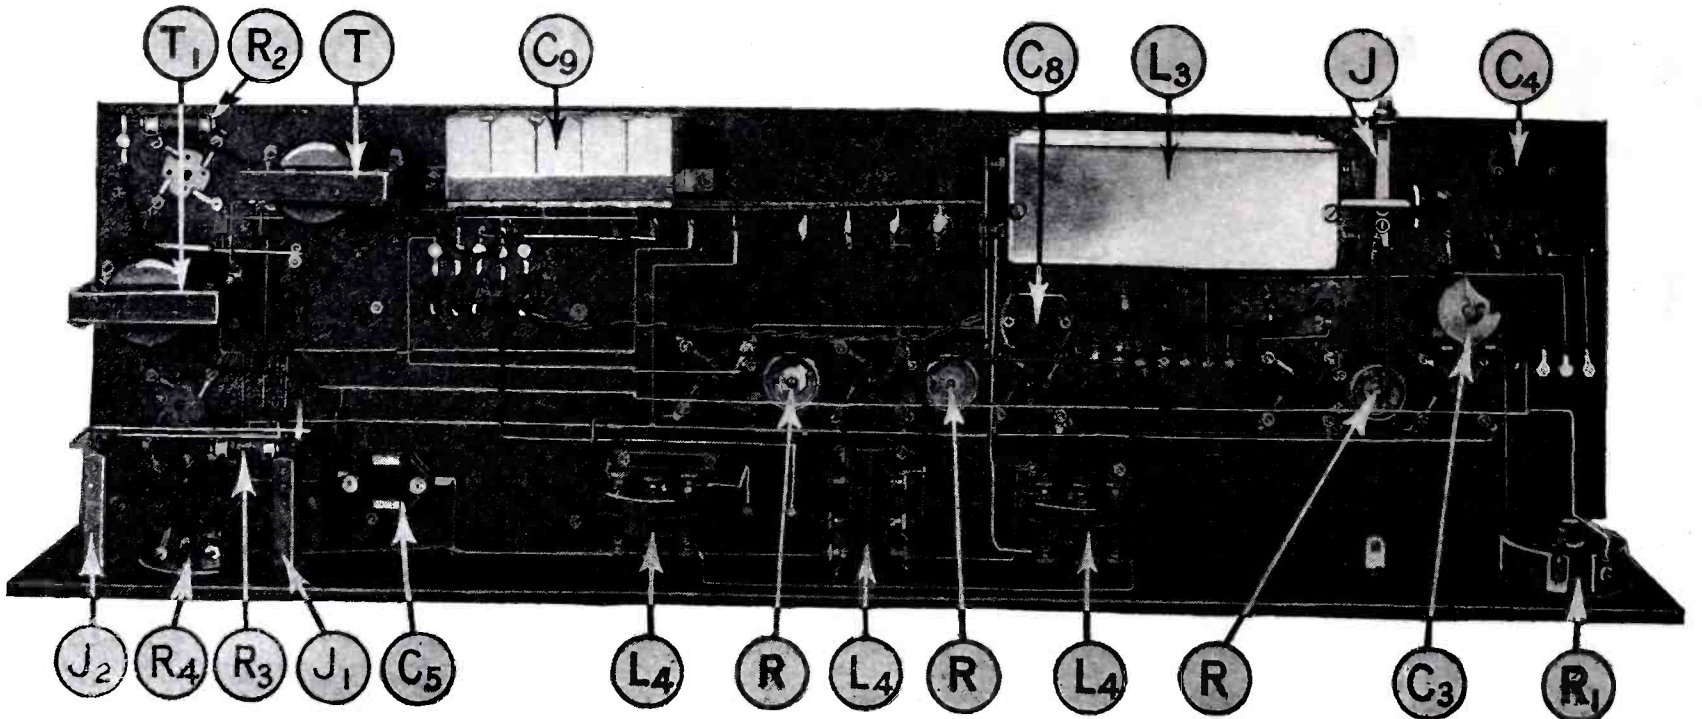 T₁ R₂ T C₉ C₈ L₃ J C₄
J₂ R₄ R₃ J₁ C₅ L₄ R L₄ R L₄ R C₃ R₁